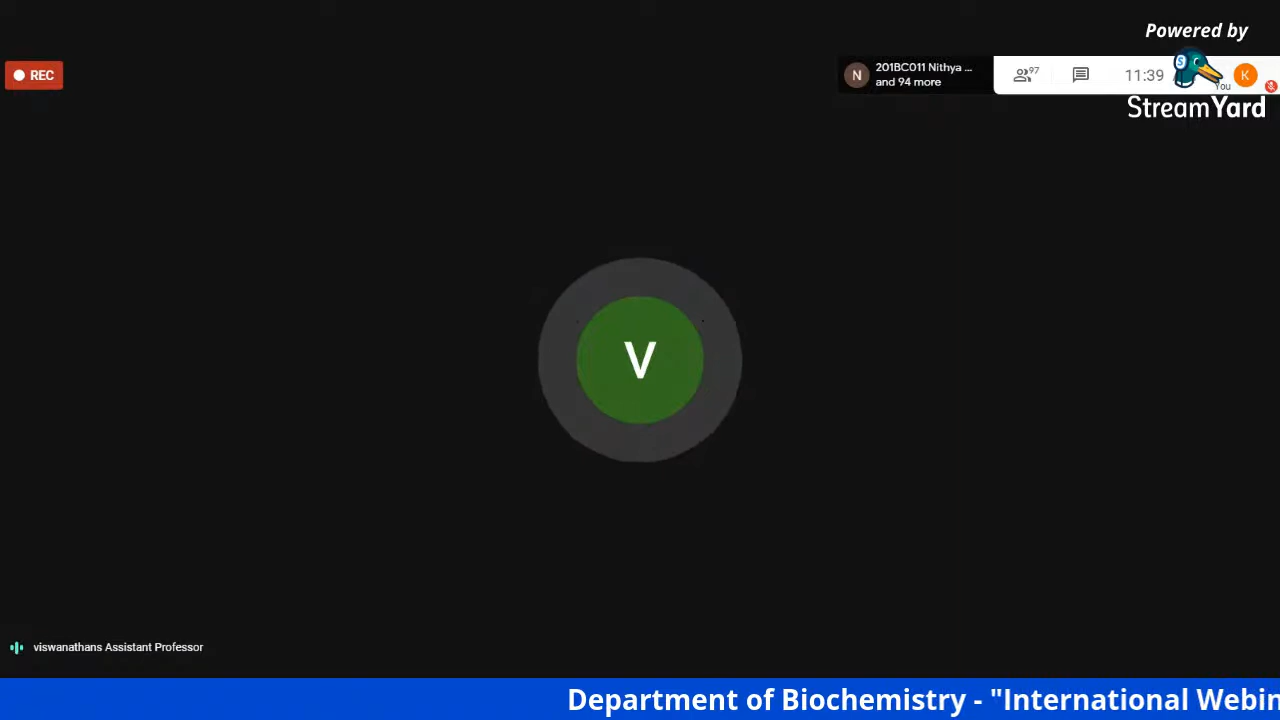 Powered by
REC
N
201BC011 Nithya ...
and 94 more
97
11:39
S
You
K
StreamYard
V
viswanathans Assistant Professor
Department of Biochemistry - "International Webin